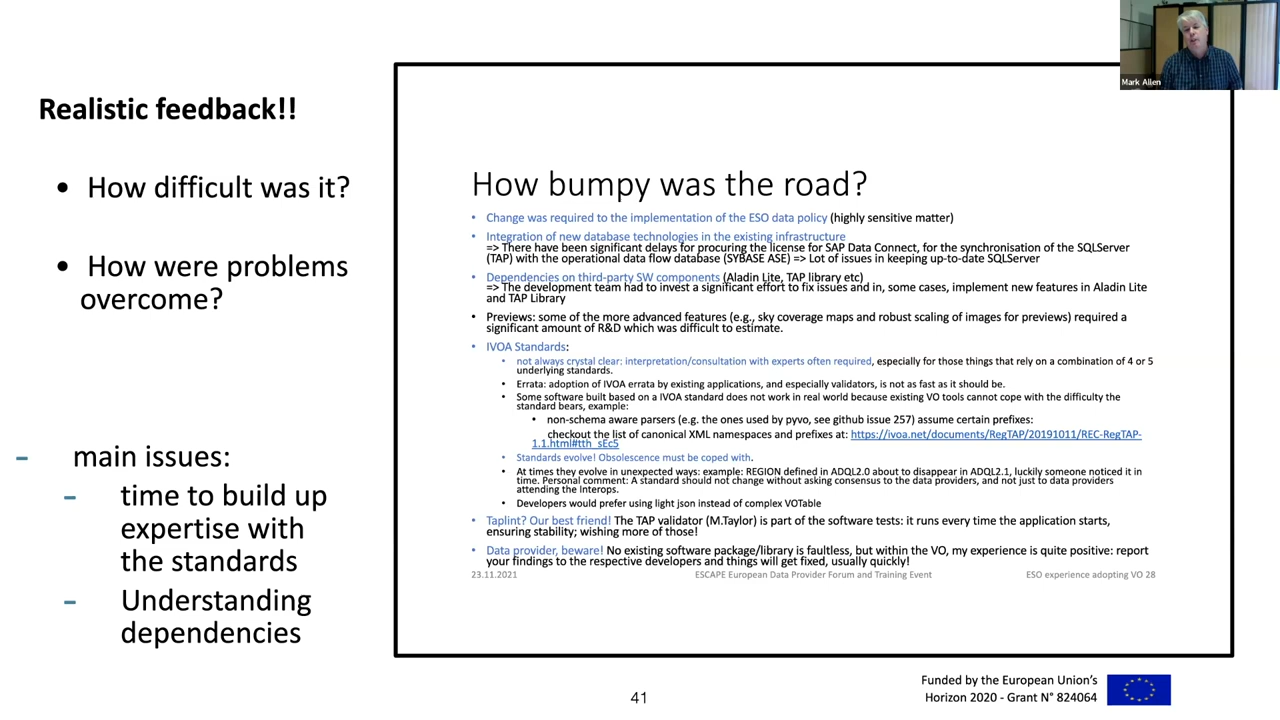 Mark Allen
Realistic feedback!!
• How difficult was it?
• How were problems
overcome?
- main issues:
- time to build up
expertise with
the standards
- Understanding
dependencies
How bumpy was the road?
• Change was required to the implementation of the ESO data policy (highly sensitive matter)
• Integration of new database technologies in the existing infrastructure
=> There have been significant delays for procuring the license for SAP Data Connect, for the synchronisation of the SQLServer
(TAP) with the operational data flow database (SYBASE ASE) => Lot of issues in keeping up-to-date SQLServer
• Dependencies on third-party SW components (Aladin Lite, TAP library etc)
=> The development team had to invest a significant effort to fix issues and in, some cases, implement new features in Aladin Lite
and TAP Library
• Previews: some of the more advanced features (e.g., sky coverage maps and robust scaling of images for previews) required a
significant amount of R&D which was difficult to estimate.
• IVOA Standards:
• not always crystal clear: interpretation/consultation with experts often required, especially for those things that rely on a combination of 4 or 5
underlying standards.
• Errata: adoption of IVOA errata by existing applications, and especially validators, is not as fast as it should be.
• Some software built based on a IVOA standard does not work in real world because existing VO tools cannot cope with the difficulty the
standard bears, example:
• non-schema aware parsers (e.g. the ones used by pyvo, see github issue 257) assume certain prefixes:
checkout the list of canonical XML namespaces and prefixes at: https://ivoa.net/documents/RegTAP/20191011/REC-RegTAP-
1.1.html#tth_sEc5
• Standards evolve! Obsolescence must be coped with.
• At times they evolve in unexpected ways: example: REGION defined in ADQL2.0 about to disappear in ADQL2.1, luckily someone noticed it in
time. Personal comment: A standard should not change without asking consensus to the data providers, and not just to data providers
attending the Interops.
• Developers would prefer using light json instead of complex VOTable
• Taplint? Our best friend! The TAP validator (M.Taylor) is part of the software tests: it runs every time the application starts,
ensuring stability; wishing more of those!
• Data provider, beware! No existing software package/library is faultless, but within the VO, my experience is quite positive: report
your findings to the respective developers and things will get fixed, usually quickly!
23.11.2021 ESCAPE European Data Provider Forum and Training Event ESO experience adopting VO 28
41
Funded by the European Union's
Horizon 2020 - Grant N° 824064